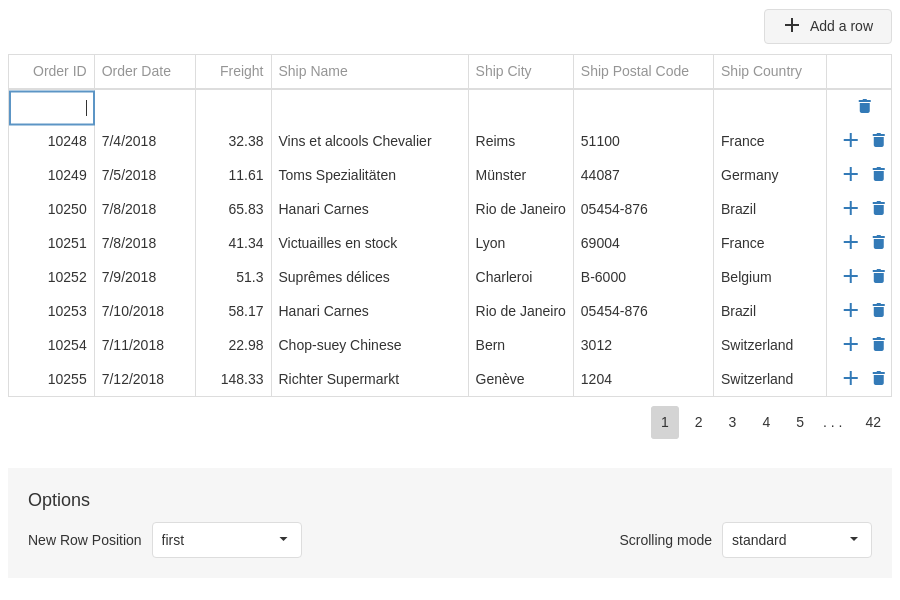 Add a row
Order ID Order Date Freight Ship Name Ship City Ship Postal Code Ship Country
10248 7/4/2018 32.38 Vins et alcools Chevalier Reims 51100 France
10249 7/5/2018 11.61 Toms Spezialitäten Münster 44087 Germany
10250 7/8/2018 65.83 Hanari Carnes Rio de Janeiro 05454-876 Brazil
10251 7/8/2018 41.34 Victuailles en stock Lyon 69004 France
10252 7/9/2018 51.3 Suprêmes délices Charleroi B-6000 Belgium
10253 7/10/2018 58.17 Hanari Carnes Rio de Janeiro 05454-876 Brazil
10254 7/11/2018 22.98 Chop-suey Chinese Bern 3012 Switzerland
10255 7/12/2018 148.33 Richter Supermarkt Genève 1204 Switzerland
1 2 3 4 5 . . . 42
Options
New Row Position first Scrolling mode standard